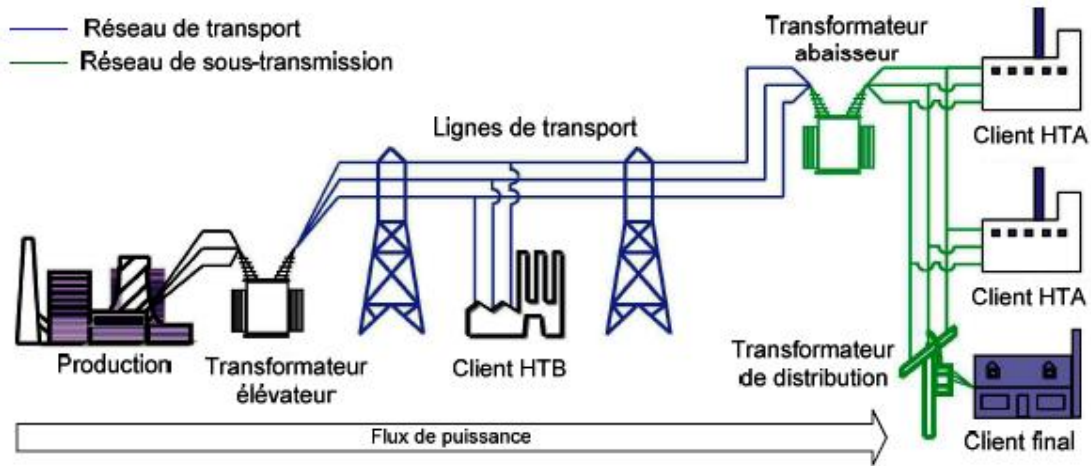 Réseau de transport
Réseau de sous-transmission
Transformateur
abaisseur
Lignes de transport
Client HTA
Client HTA
Production
Transformateur
élévateur
Client HTB
Transformateur
de distribution
Client final
Flux de puissance